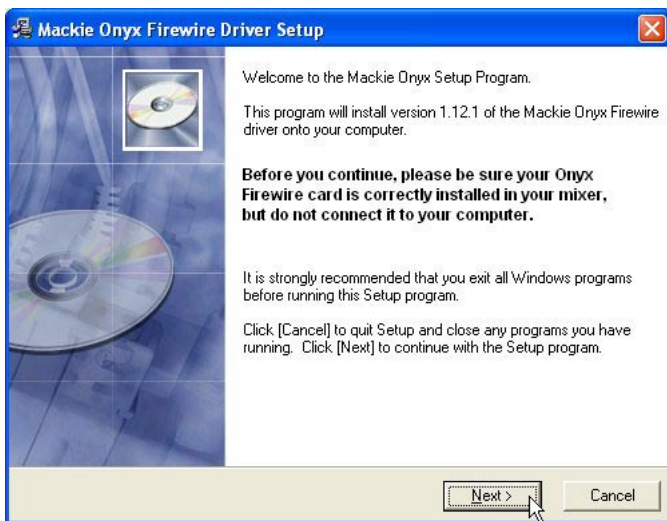 Mackie Onyx Firewire Driver Setup
Welcome to the Mackie Onyx Setup Program.
This program will install version 1.12.1 of the Mackie Onyx Firewire
driver onto your computer.
Before you continue, please be sure your Onyx
Firewire card is correctly installed in your mixer,
but do not connect it to your computer.
It is strongly recommended that you exit all Windows programs
before running this Setup program.
Click [Cancel] to quit Setup and close any programs you have
running. Click [Next] to continue with the Setup program.
Next >
Cancel